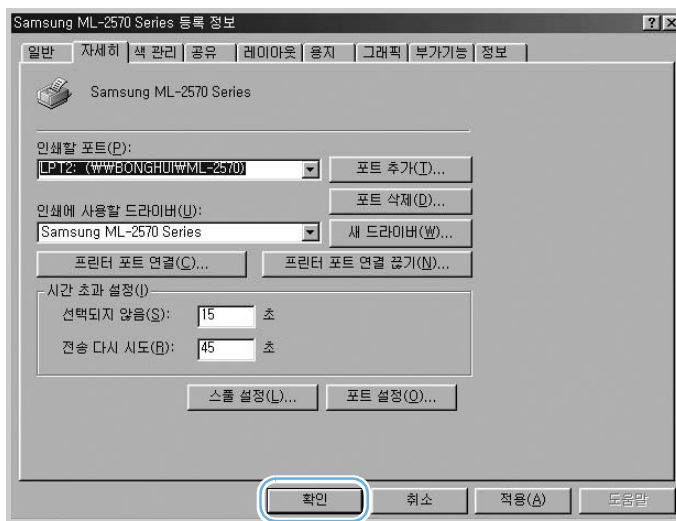 Samsung ML-2570 Series 등록 정보
일반 자세히 색 관리 공유 레이아웃 용지 그래픽 부가기능 정보
Samsung ML-2570 Series
인쇄할 포트(P):
LPT2: (₩₩BONGHUI₩ML-2570)
포트 추가(T)...
포트 삭제(D)...
인쇄에 사용할 드라이버(U):
Samsung ML-2570 Series
새 드라이버(W)...
프린터 포트 연결(C)... 프린터 포트 연결 끊기(N)...
시간 초과 설정(I)
선택되지 않음(S): 15 초
전송 다시 시도(R): 45 초
스풀 설정(L)... 포트 설정(O)...
확인 취소 적용(A) 도움말